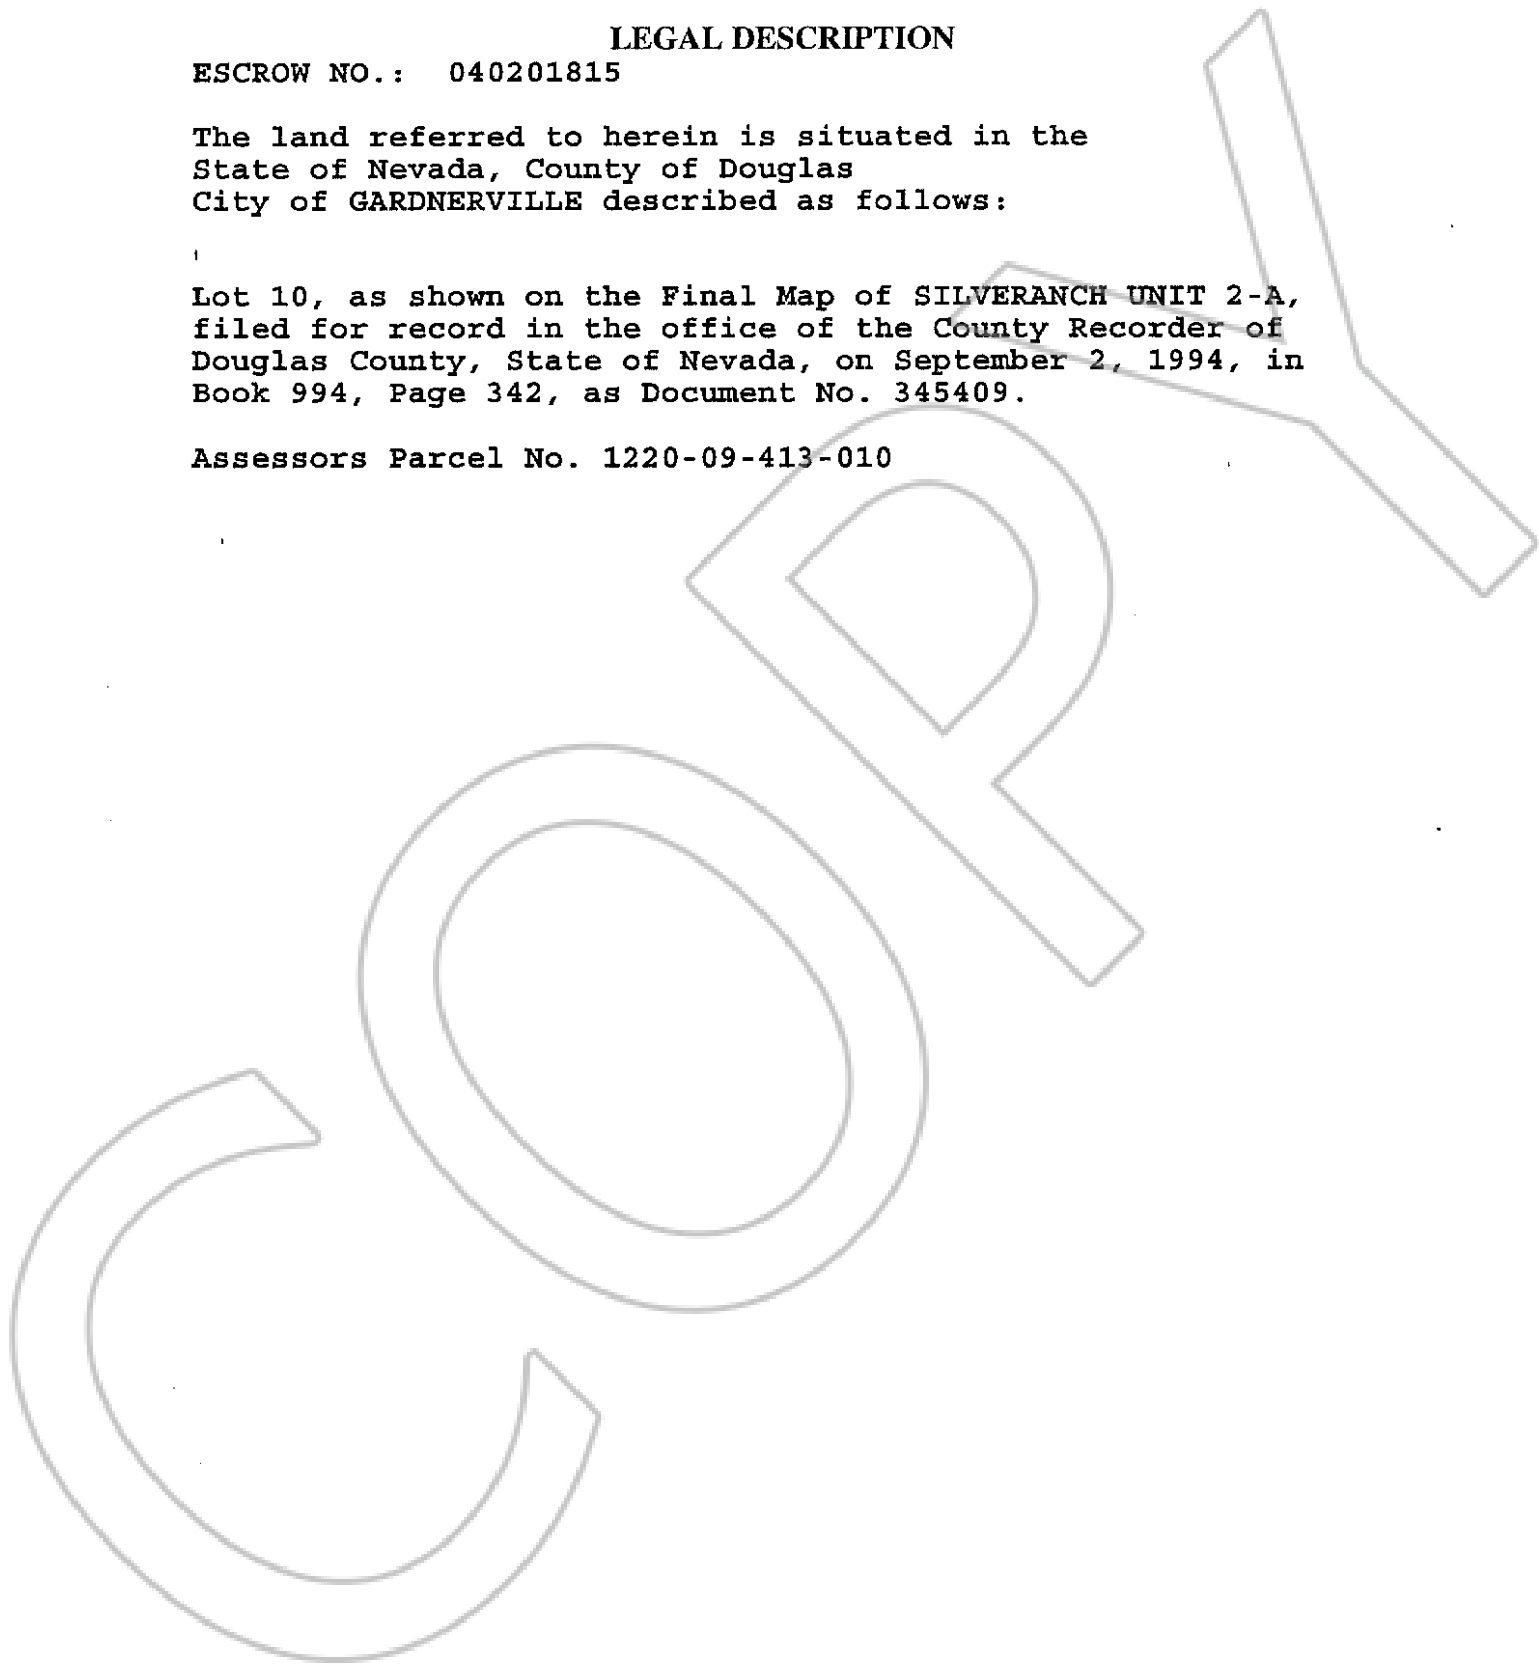 LEGAL DESCRIPTION
ESCROW NO.: 040201815
The land referred to herein is situated in the
State of Nevada, County of Douglas
City of GARDNERVILLE described as follows:
Lot 10, as shown on the Final Map of SILVERANCH UNIT 2-A,
filed for record in the office of the County Recorder of
Douglas County, State of Nevada, on September 2, 1994, in
Book 994, Page 342, as Document No. 345409.
Assessors Parcel No. 1220-09-413-010
COPY